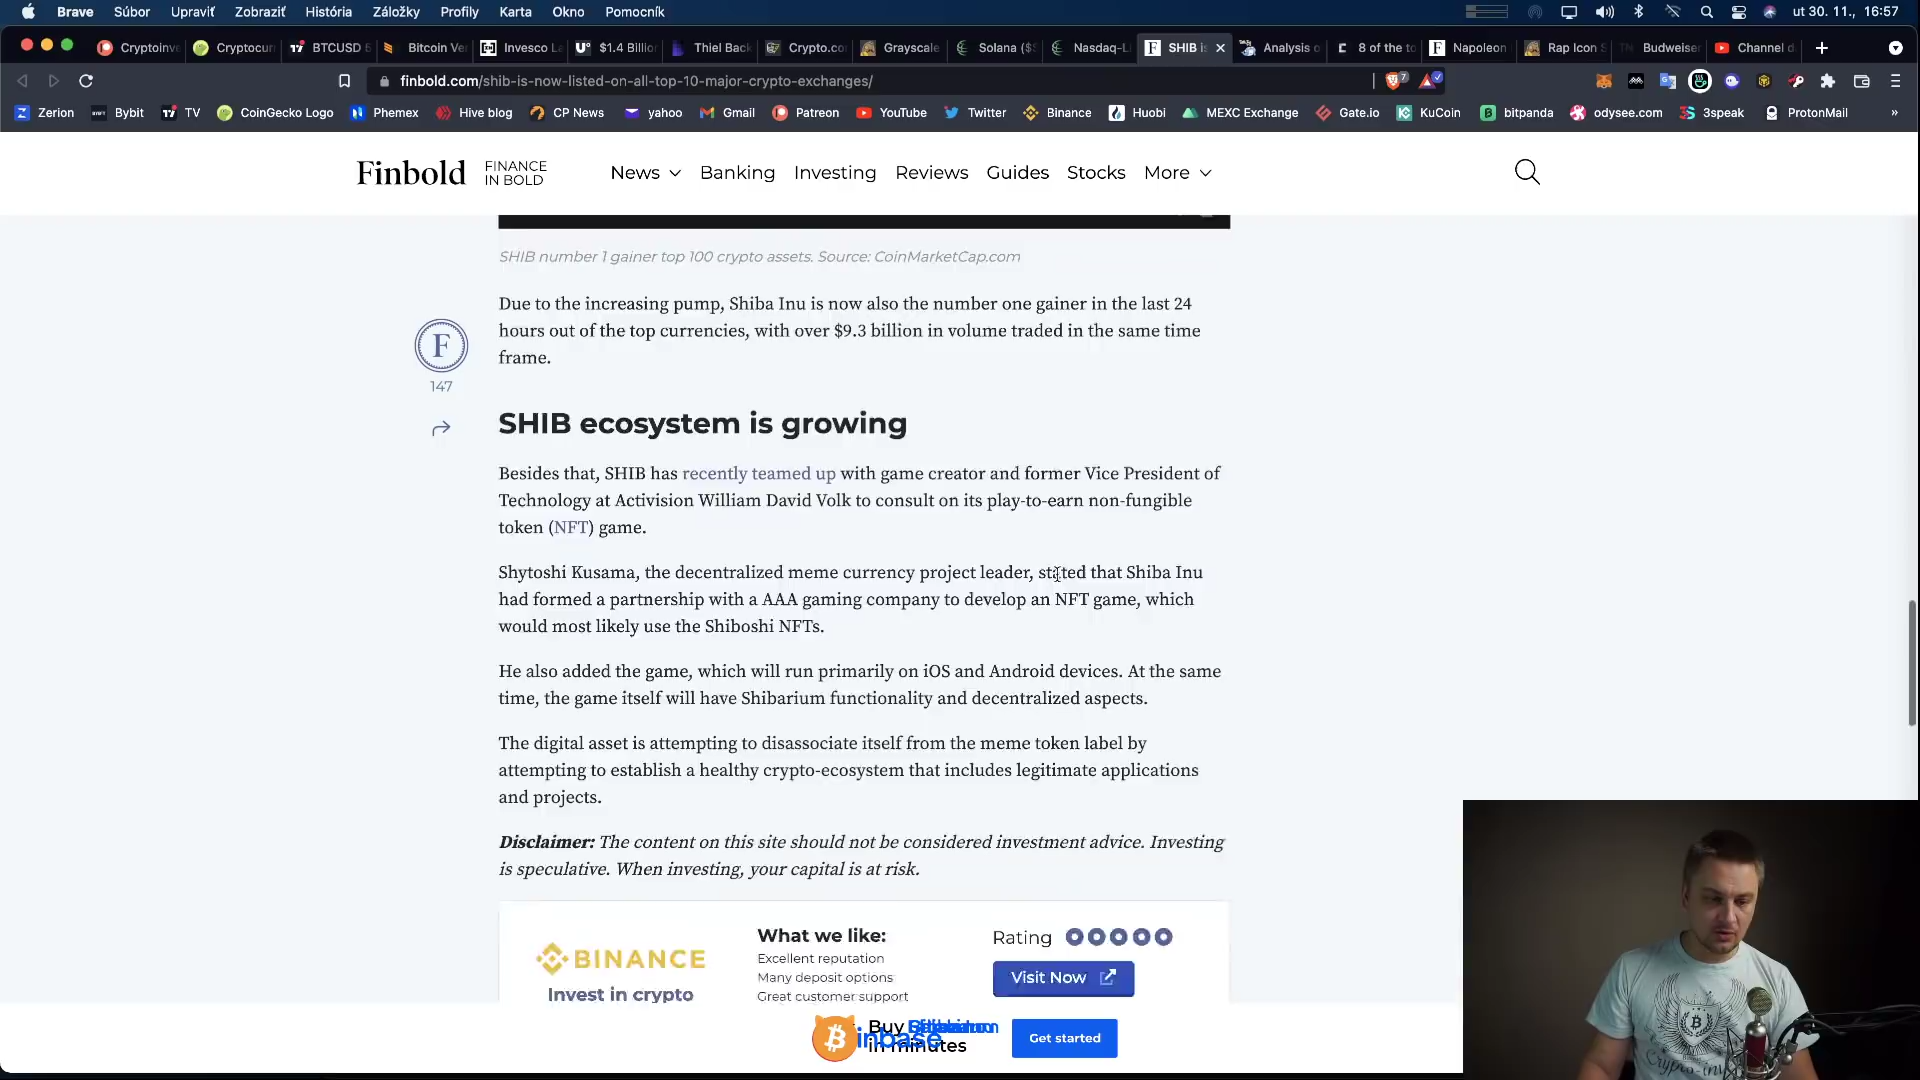 Brave Súbor Upraviť Zobraziť História Záložky Profily Karta Okno Pomocník ut 30. 11., 16:57
Cryptoinv Cryptocur BTCUSD Bitcoin Ve Invesco L $1.4 Billio Thiel Back Crypto.co Grayscale Solana ($ Nasdaq-Li SHIB is Analysis o 8 of the to Napoleon Rap Icon S Budweiser Channel d
finbold.com/shib-is-now-listed-on-all-top-10-major-crypto-exchanges/ 7
Zerion Bybit TV CoinGecko Logo Phemex Hive blog CP News yahoo Gmail Patreon YouTube Twitter Binance Huobi MEXC Exchange Gate.io KuCoin bitpanda odysee.com 3speak ProtonMail »
Finbold FINANCE IN BOLD News Banking Investing Reviews Guides Stocks More
SHIB number 1 gainer top 100 crypto assets. Source: CoinMarketCap.com
Due to the increasing pump, Shiba Inu is now also the number one gainer in the last 24
hours out of the top currencies, with over $9.3 billion in volume traded in the same time
frame.
F
147
SHIB ecosystem is growing
Besides that, SHIB has recently teamed up with game creator and former Vice President of
Technology at Activision William David Volk to consult on its play-to-earn non-fungible
token (NFT) game.
Shytoshi Kusama, the decentralized meme currency project leader, stated that Shiba Inu
had formed a partnership with a AAA gaming company to develop an NFT game, which
would most likely use the Shiboshi NFTs.
He also added the game, which will run primarily on iOS and Android devices. At the same
time, the game itself will have Shibarium functionality and decentralized aspects.
The digital asset is attempting to disassociate itself from the meme token label by
attempting to establish a healthy crypto-ecosystem that includes legitimate applications
and projects.
Disclaimer: The content on this site should not be considered investment advice. Investing
is speculative. When investing, your capital is at risk.
BINANCE
Invest in crypto
What we like:
Excellent reputation
Many deposit options
Great customer support
Rating
Visit Now
Buy
in minutes
Get started